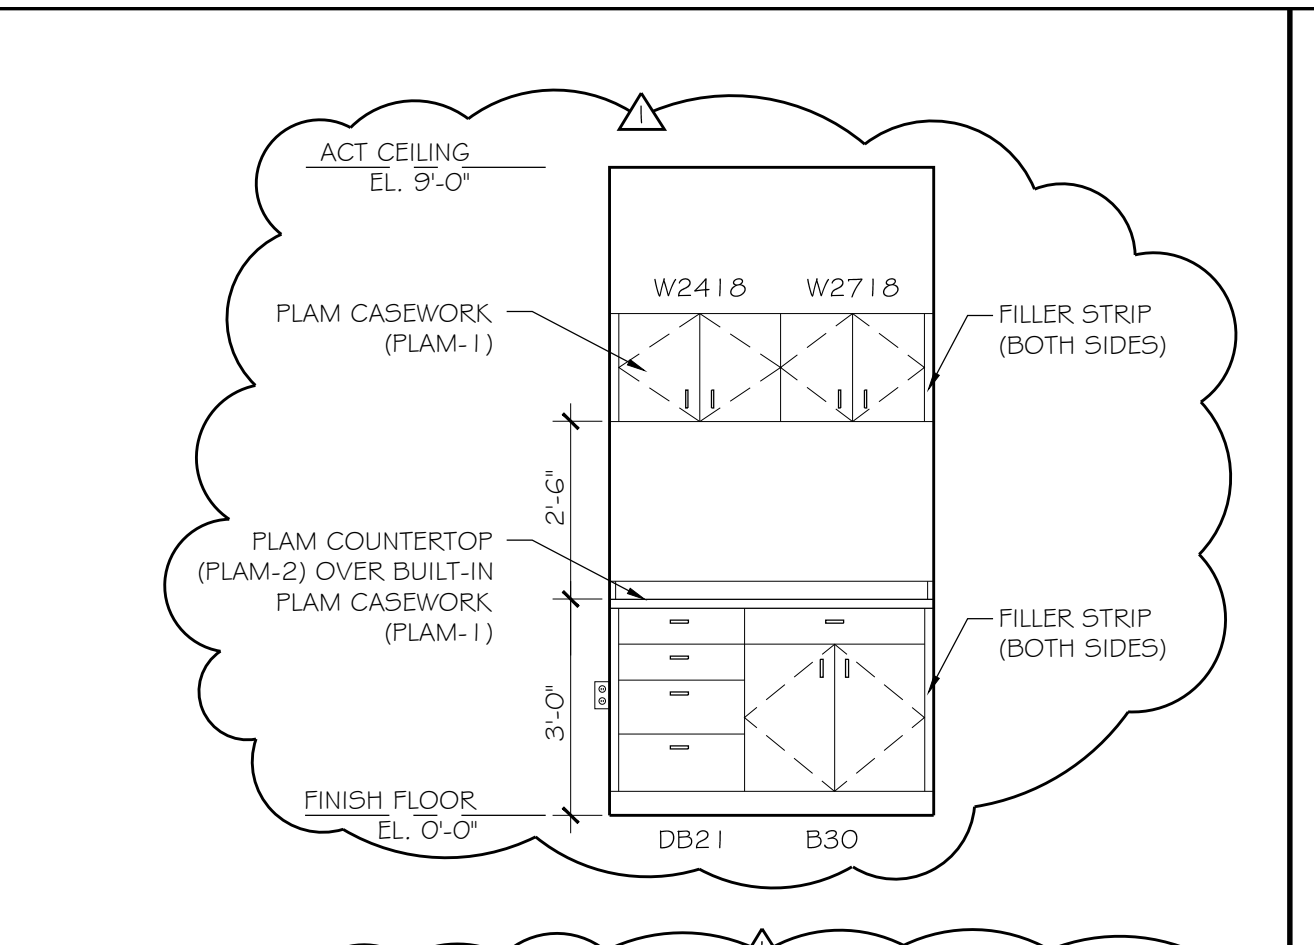 1
ACT CEILING
EL. 9'-0"
W2418
W2718
PLAM CASEWORK
(PLAM-1)
FILLER STRIP
(BOTH SIDES)
2'-6"
PLAM COUNTERTOP
(PLAM-2) OVER BUILT-IN
PLAM CASEWORK
(PLAM-1)
FILLER STRIP
(BOTH SIDES)
3'-0"
FINISH FLOOR
EL. 0'-0"
DB21
B30